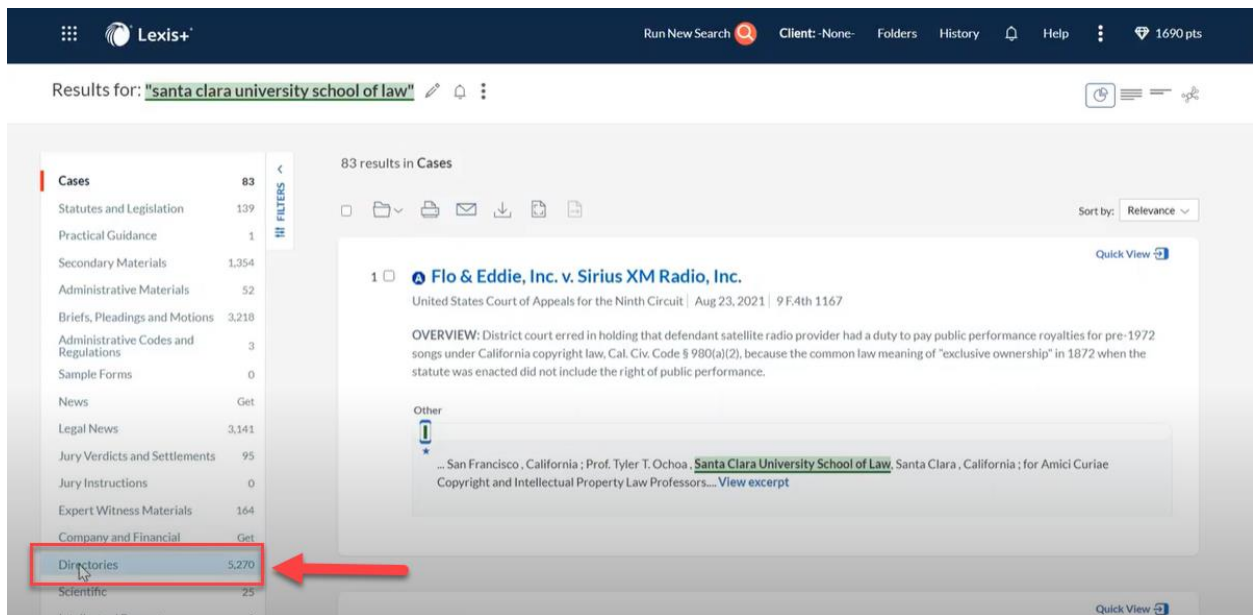 Lexis+
Run New Search
Client: -None-
Folders
History
Help
1690 pts
Results for: "santa clara university school of law"
Cases 83
Statutes and Legislation 139
Practical Guidance 1
Secondary Materials 1,354
Administrative Materials 52
Briefs, Pleadings and Motions 3,218
Administrative Codes and
Regulations 3
Sample Forms 0
News Get
Legal News 3,141
Jury Verdicts and Settlements 95
Jury Instructions 0
Expert Witness Materials 164
Company and Financial Get
Directories 5,270
Scientific 25
FILTERS
83 results in Cases
Sort by: Relevance
Quick View
1 A Flo & Eddie, Inc. v. Sirius XM Radio, Inc.
United States Court of Appeals for the Ninth Circuit | Aug 23, 2021 | 9 F.4th 1167
OVERVIEW: District court erred in holding that defendant satellite radio provider had a duty to pay public performance royalties for pre-1972
songs under California copyright law, Cal. Civ. Code § 980(a)(2), because the common law meaning of "exclusive ownership" in 1872 when the
statute was enacted did not include the right of public performance.
Other
... San Francisco , California ; Prof. Tyler T. Ochoa , Santa Clara University School of Law, Santa Clara , California ; for Amici Curiae
Copyright and Intellectual Property Law Professors.... View excerpt
Quick View